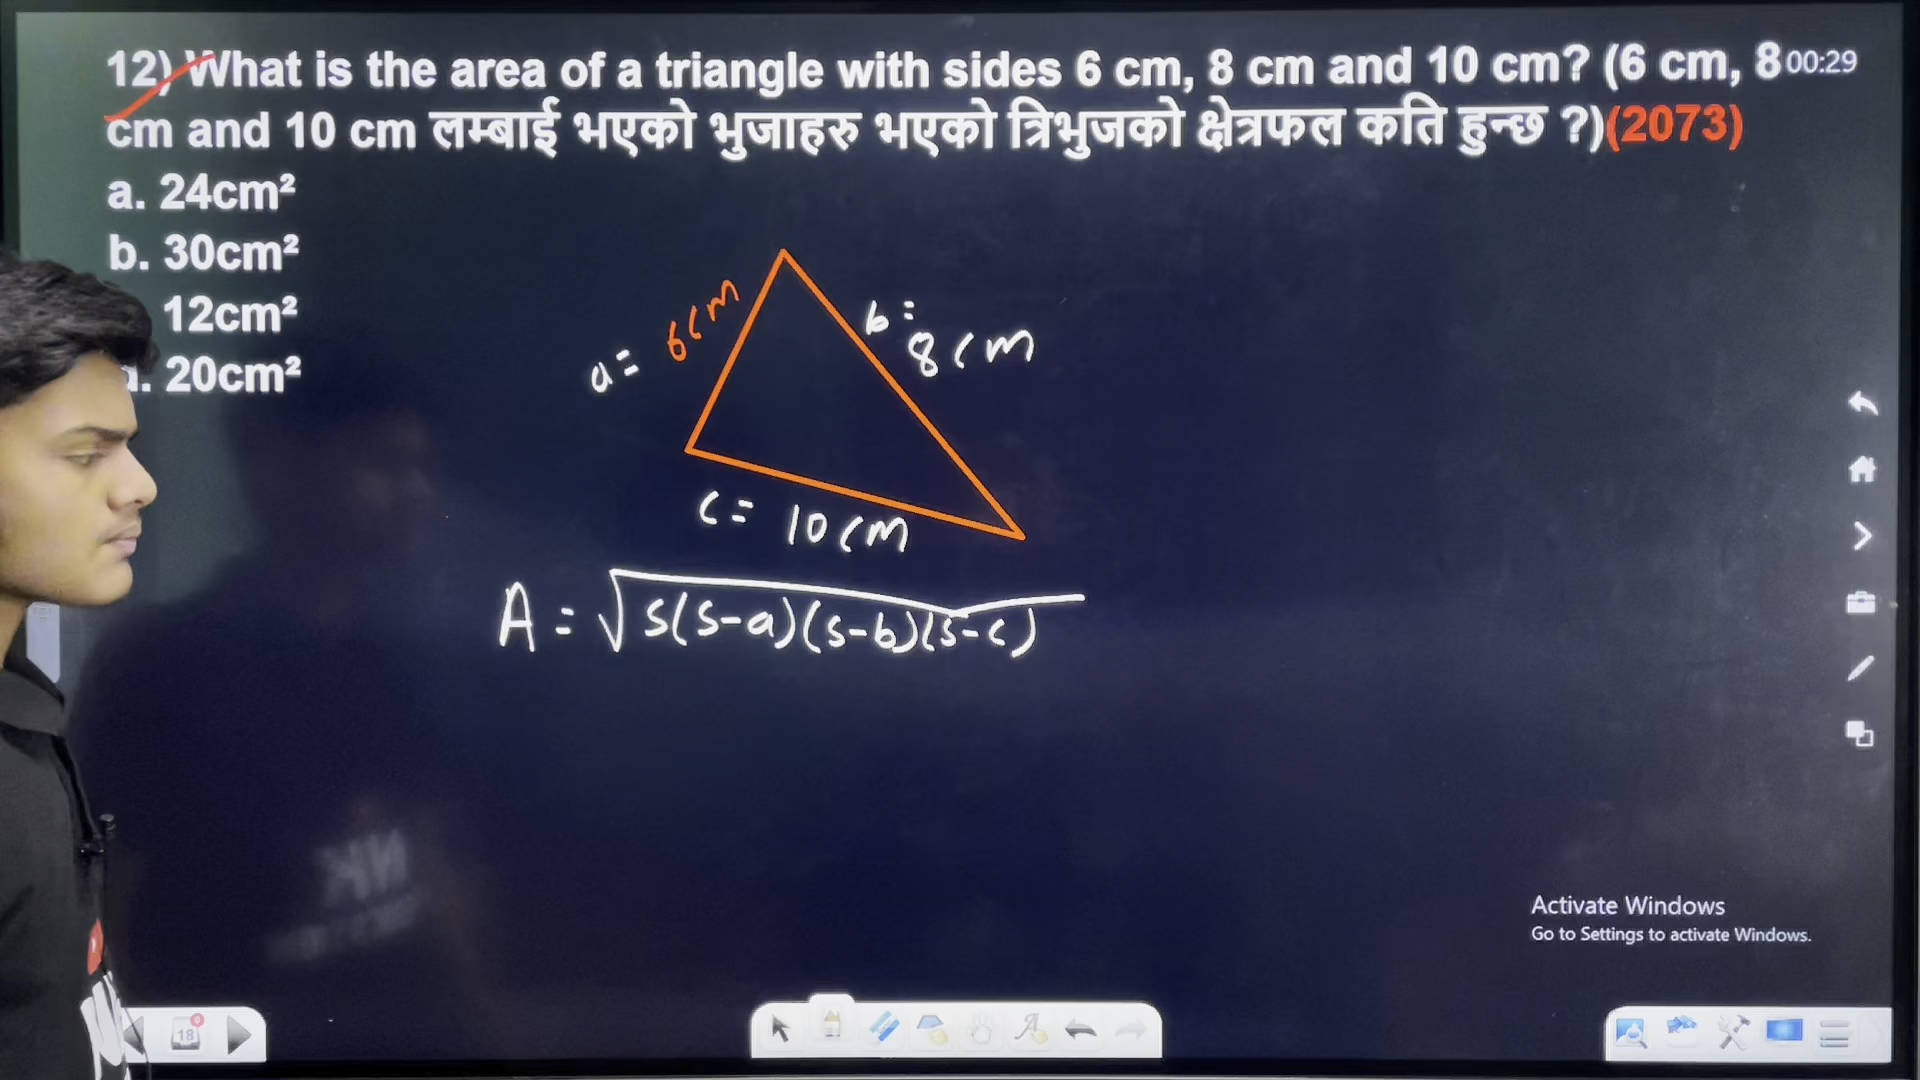 12) What is the area of a triangle with sides 6 cm, 8 cm and 10 cm? (6 cm, 8
00:29
cm and 10 cm लम्बाई भएको भुजाहरु भएको त्रिभुजको क्षेत्रफल कति हुन्छ ?)(2073)
a. 24cm²
b. 30cm²
12cm²
d. 20cm²
a = 6cm
b =
8cm
c = 10cm
A = √s(s-a)(s-b)(s-c)
Activate Windows
Go to Settings to activate Windows.
18